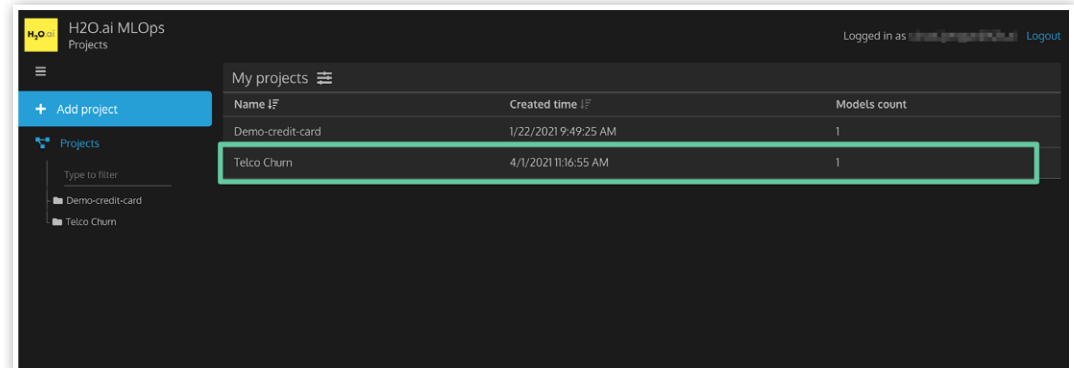 H2O.ai
H2O.ai MLOps
Projects
Logged in as
Logout
My projects
Add project
Name
Created time
Models count
Demo-credit-card
1/22/2021 9:49:25 AM
1
Telco Churn
4/1/2021 11:16:55 AM
1
Projects
Type to filter
Demo-credit-card
Telco Churn